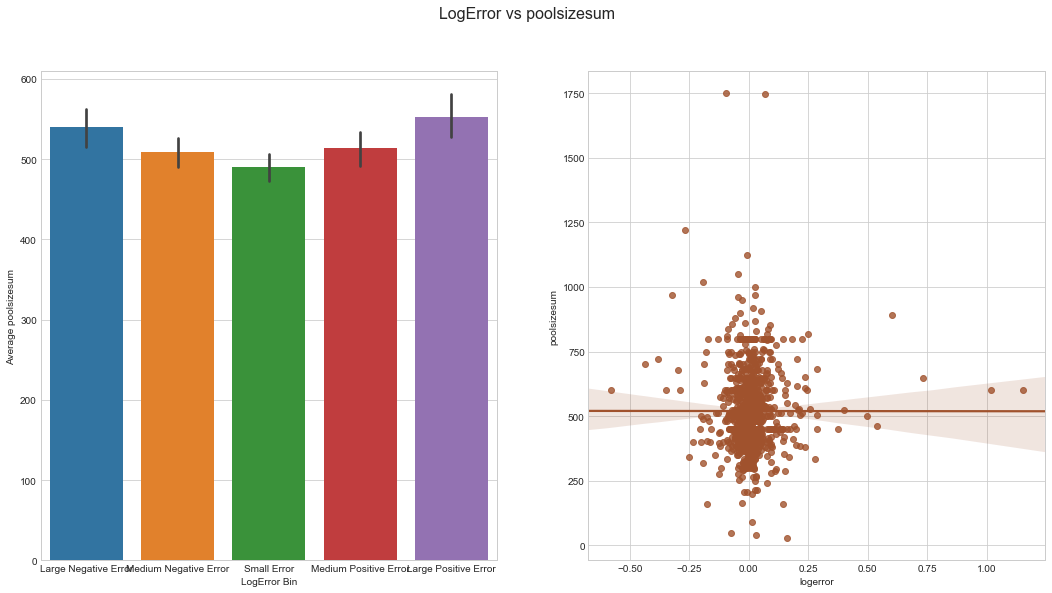 LogError vs poolsizesum
Average poolsizesum
600
500
400
300
200
100
0
Large Negative Error
Medium Negative Error
Small Error
Medium Positive Error
Large Positive Error
LogError Bin
poolsizesum
1750
1500
1250
1000
750
500
250
0
−0.50
−0.25
0.00
0.25
0.50
0.75
1.00
logerror